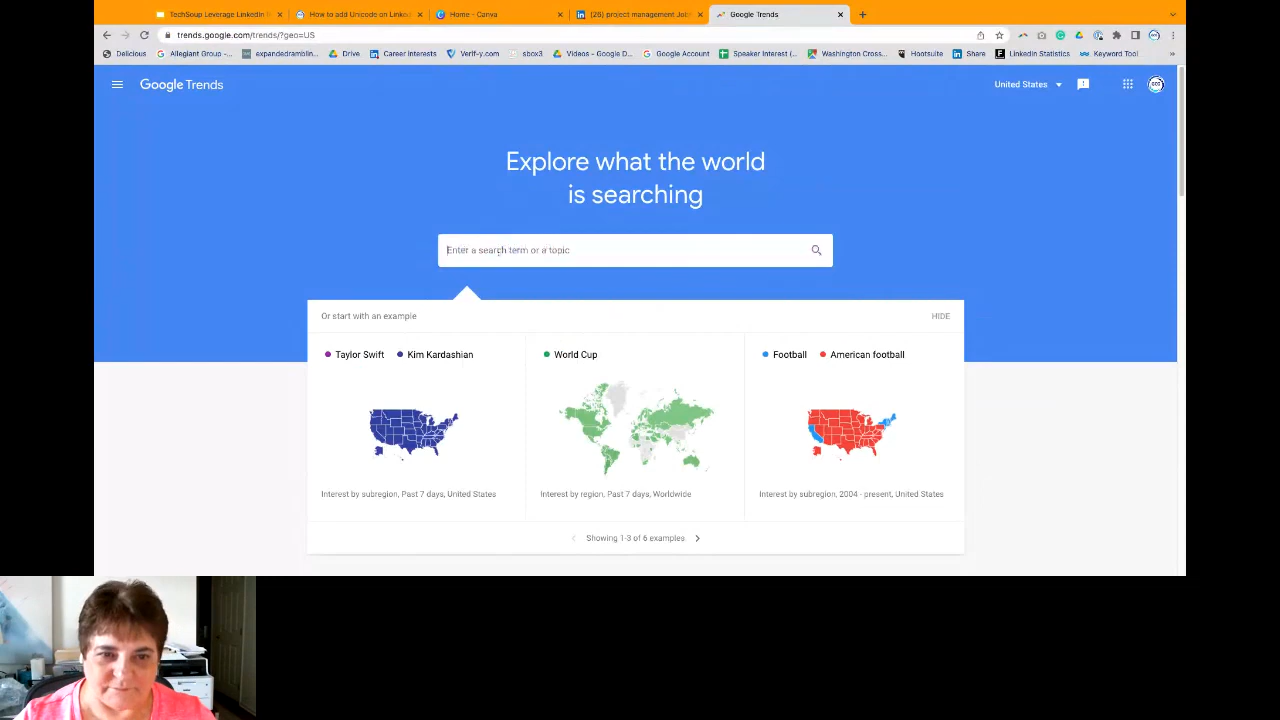 TechSoup Leverage LinkedIn
How to add Unicode on Linked
Home – Canva
(26) project management Job
Google Trends
trends.google.com/trends/?geo=US
Delicious
Allegiant Group -...
expandedramblin...
Drive
Career Interests
Verif-y.com
sbox3
Videos - Google D...
Google Account
Speaker Interest (...
Washington Cross...
Hootsuite
Share
LinkedIn Statistics
Keyword Tool
Google Trends
United States
Explore what the world
is searching
Enter a search term or a topic
Or start with an example
HIDE
Taylor Swift
Kim Kardashian
World Cup
Football
American football
Interest by subregion, Past 7 days, United States
Interest by region, Past 7 days, Worldwide
Interest by subregion, 2004 - present, United States
Showing 1-3 of 6 examples